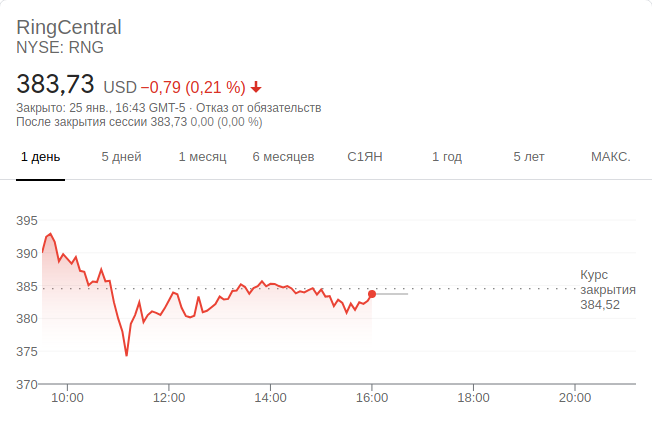 RingCentral
NYSE: RNG
383,73 USD −0,79 (0,21 %)
Закрыто: 25 янв., 16:43 GMT-5 · Отказ от обязательств
После закрытия сессии 383,73 0,00 (0,00 %)
1 день 5 дней 1 месяц 6 месяцев С1ЯН 1 год 5 лет МАКС.
395
390
Курс
385
закрытия
384,52
380
375
370
10:00 12:00 14:00 16:00 18:00 20:00